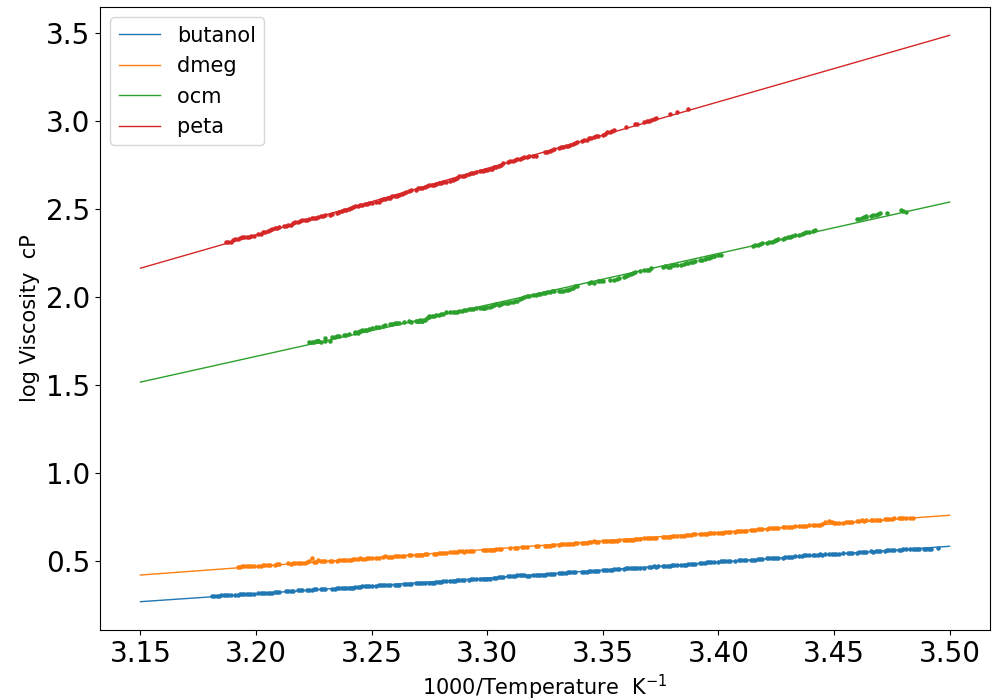 butanol
dmeg
ocm
peta
3.5
3.0
2.5
2.0
1.5
1.0
0.5
log Viscosity  cP
3.15 3.20 3.25 3.30 3.35 3.40 3.45 3.50
1000/Temperature  K⁻¹